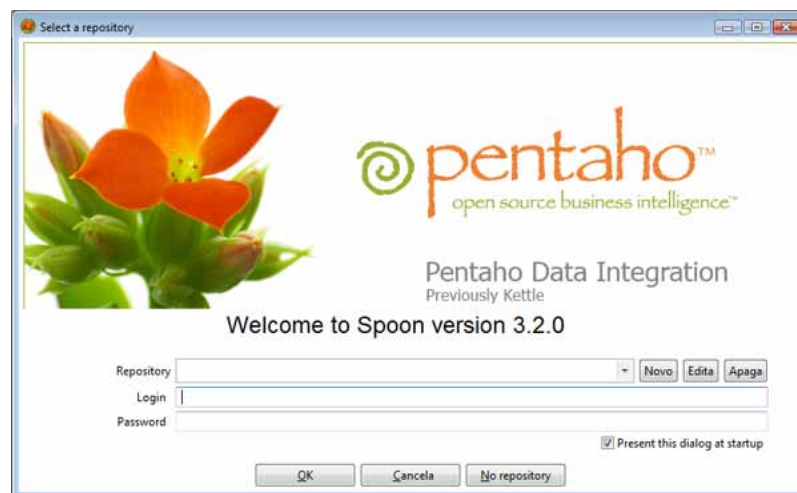 Select a repository
pentaho™
open source business intelligence™
Pentaho Data Integration
Previously Kettle
Welcome to Spoon version 3.2.0
Repository Novo Edita Apaga
Login
Password
Present this dialog at startup
OK Cancela No repository